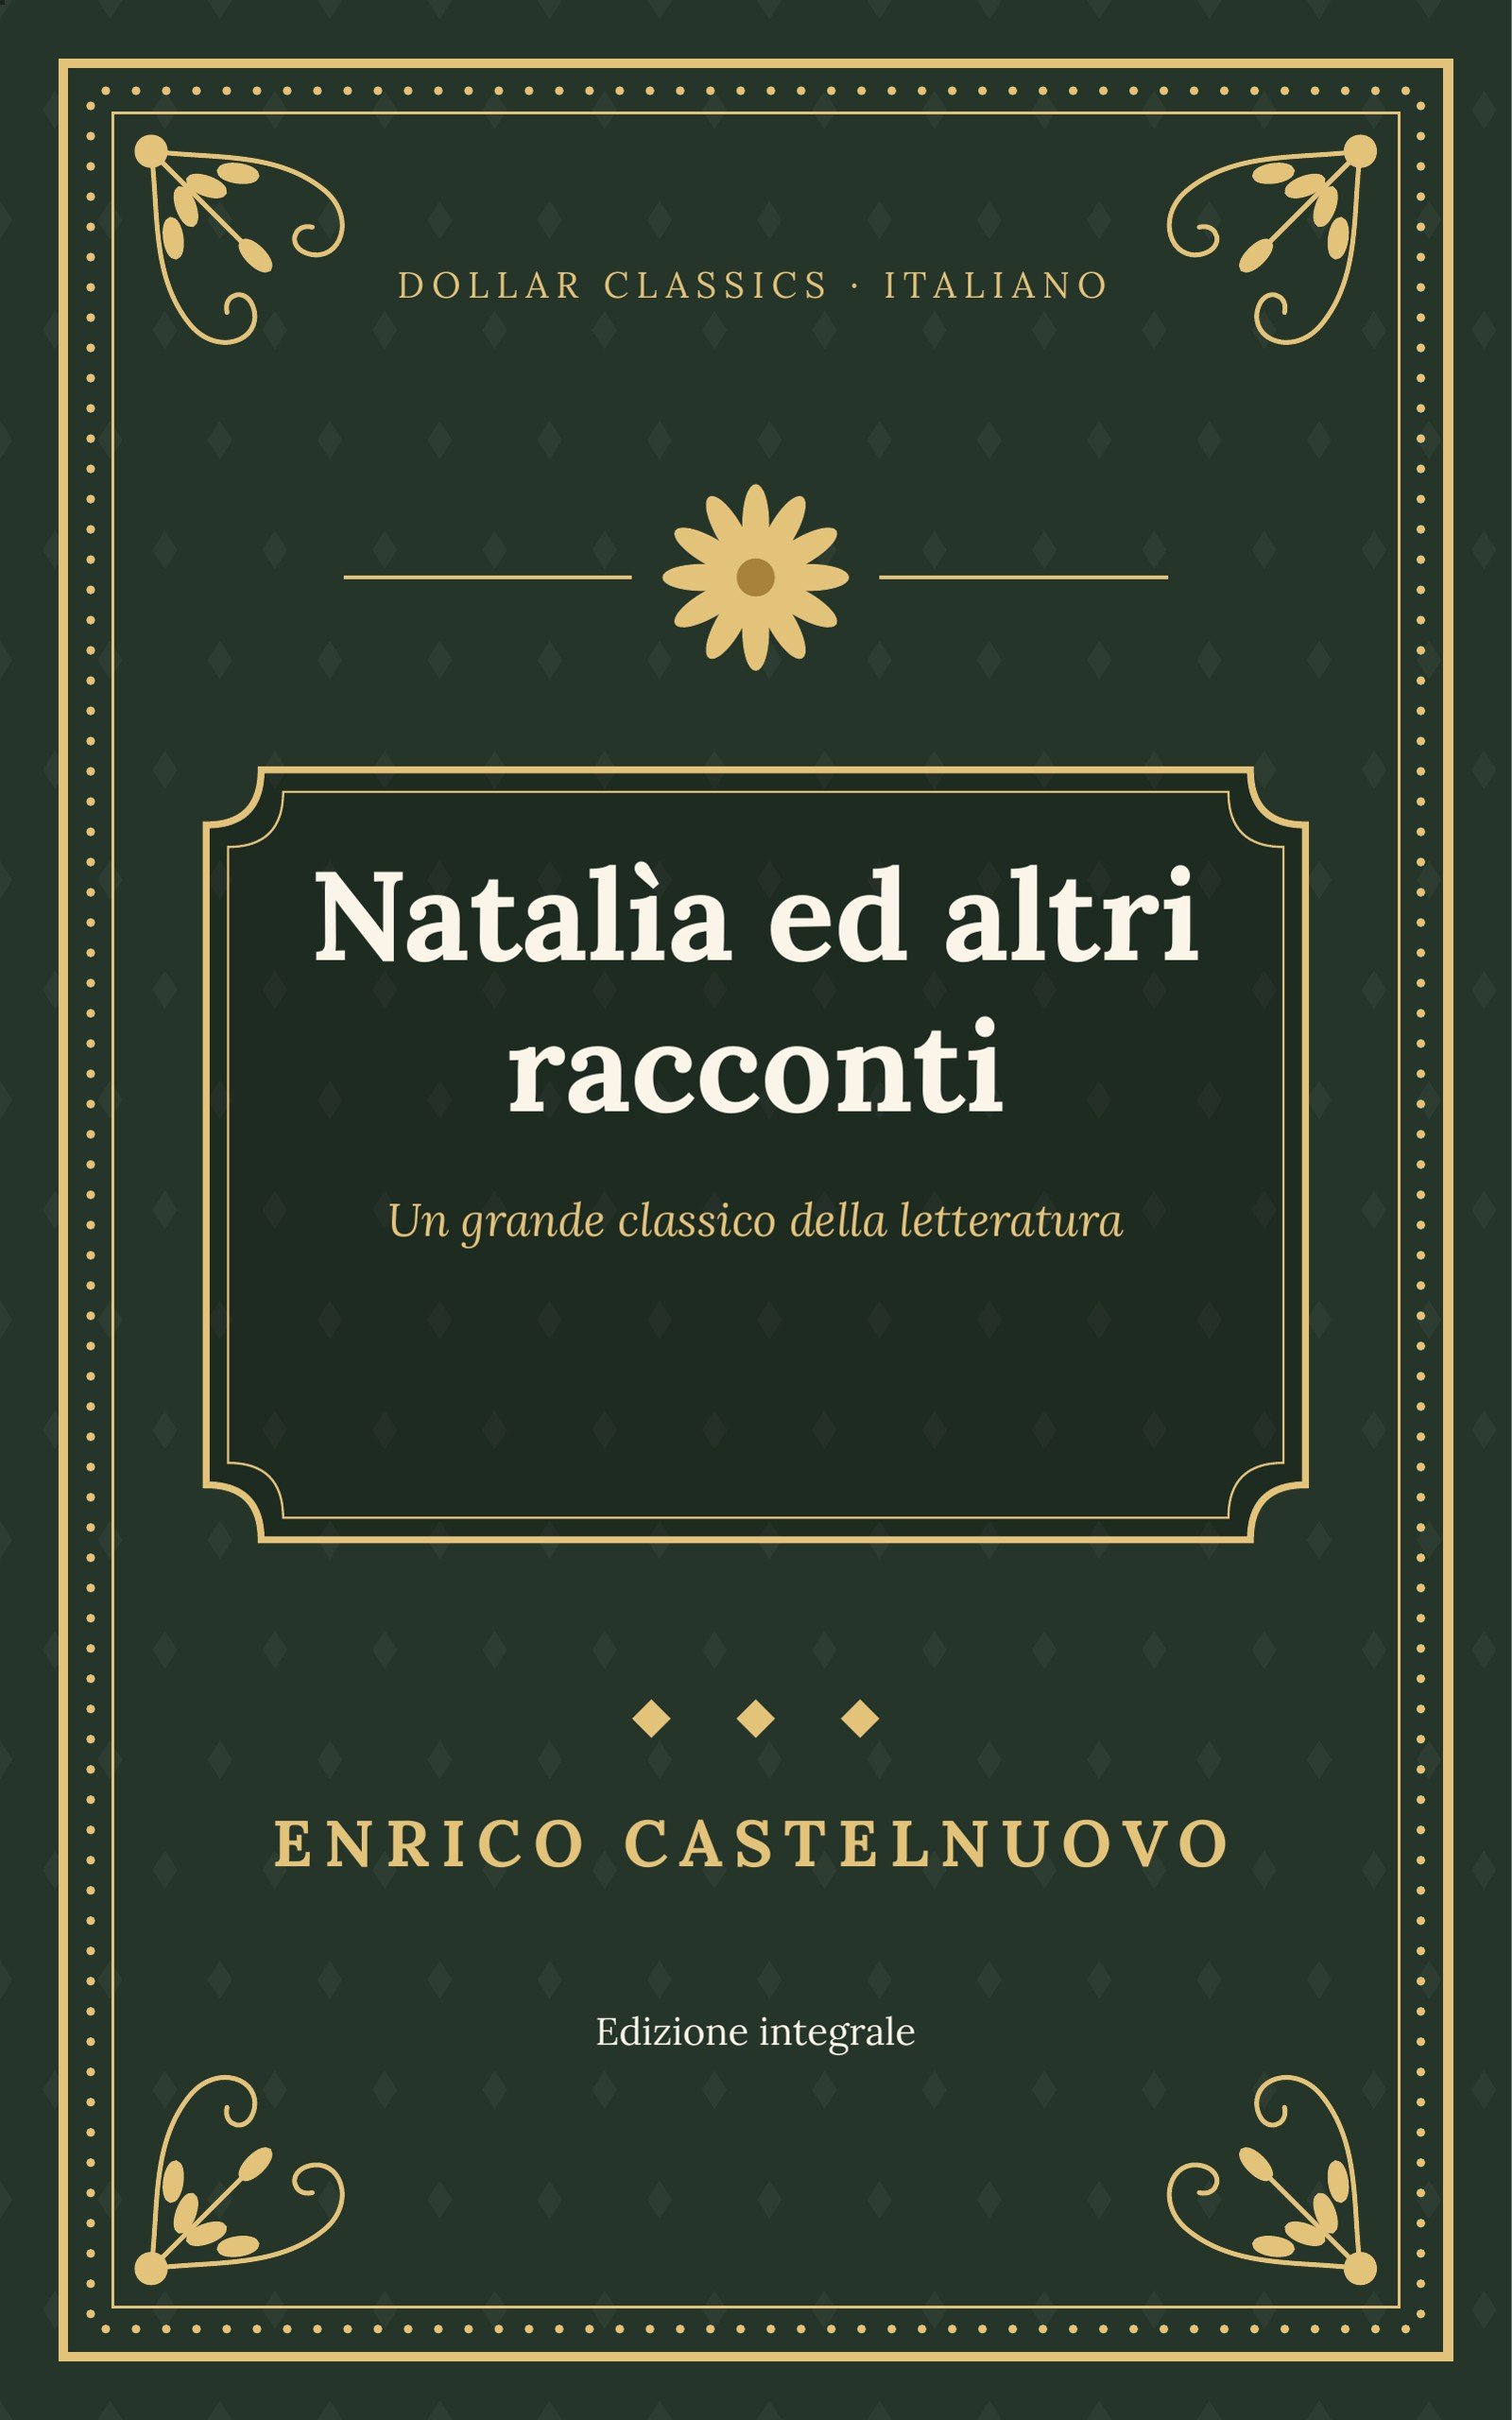 DOLLAR CLASSICS · ITALIANO
Natalìa ed altri
racconti
Un grande classico della letteratura
ENRICO CASTELNUOVO
Edizione integrale